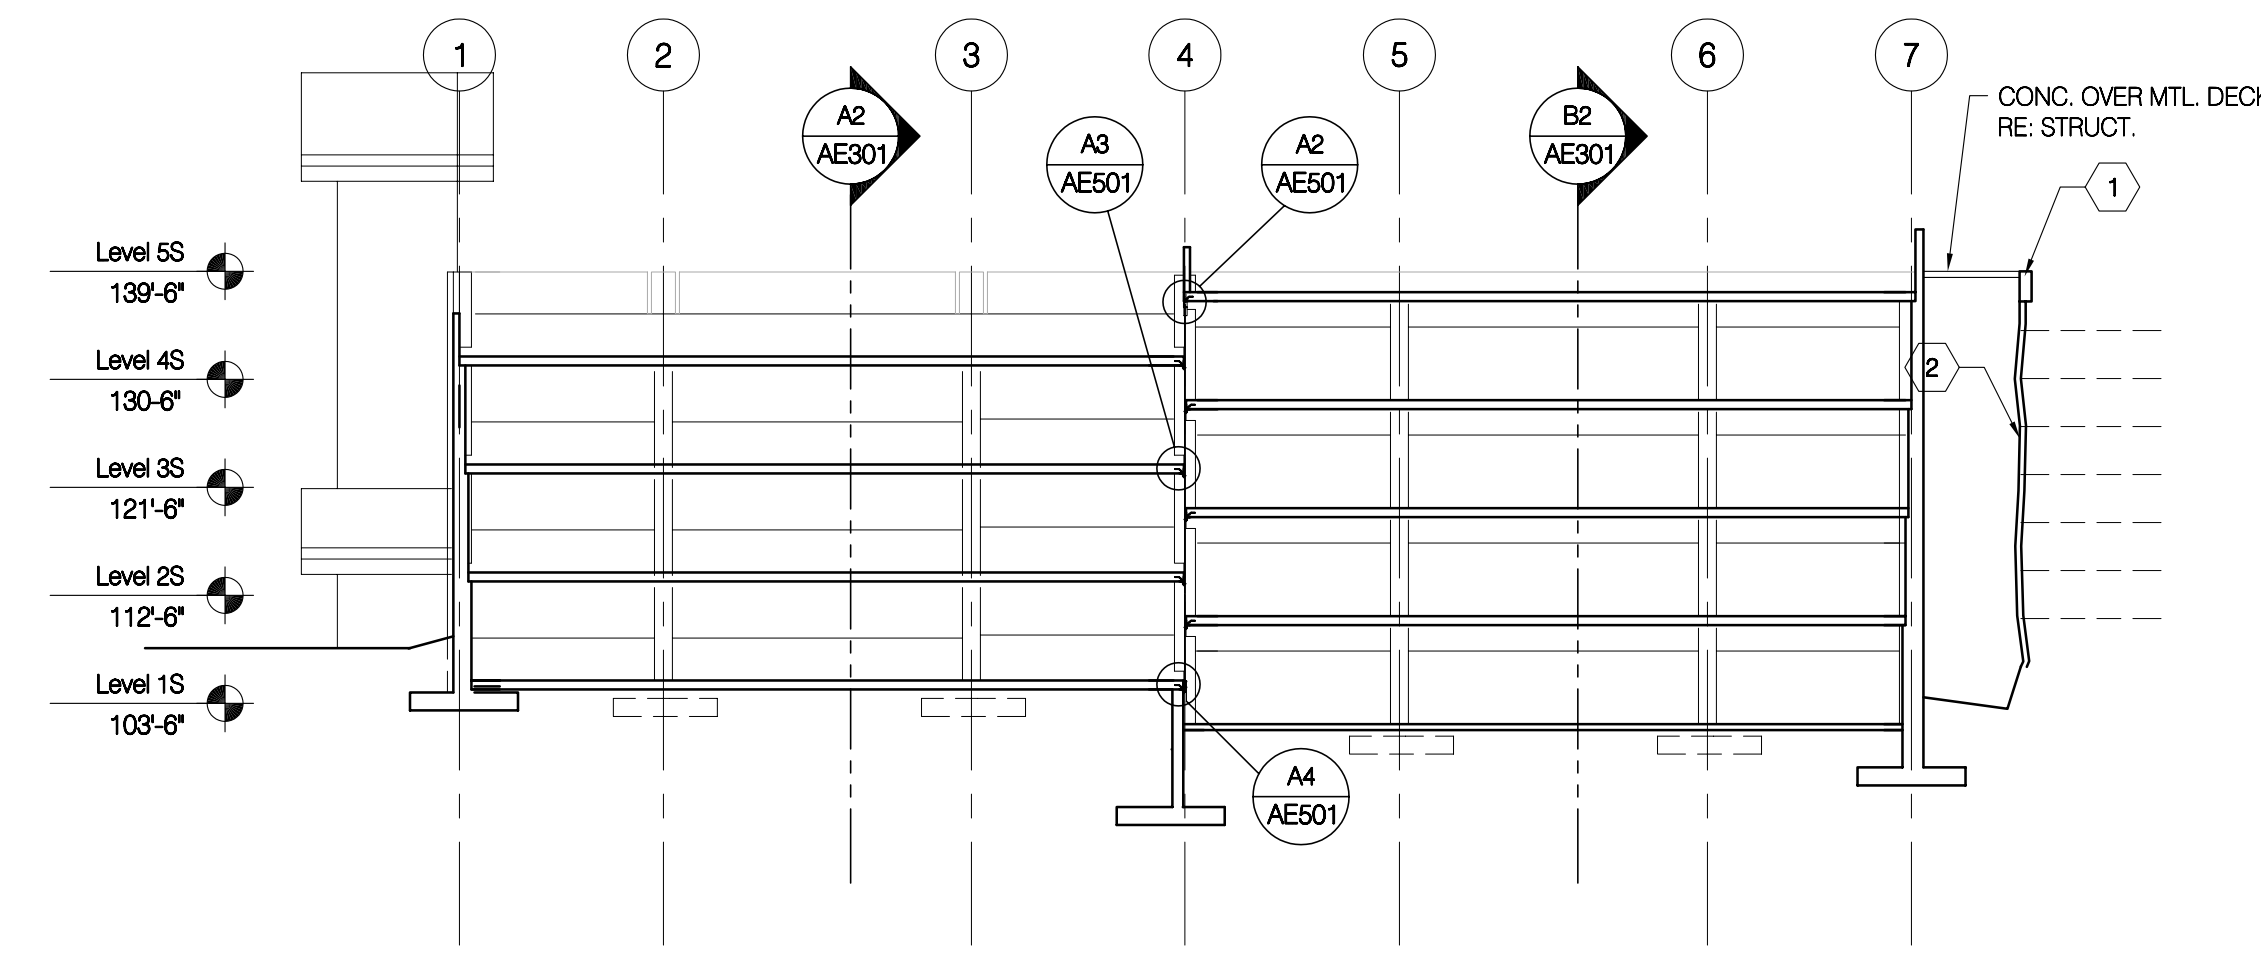 1
2
3
4
5
6
7
A2
AE301
B2
AE301
CONC. OVER MTL. DECK
RE: STRUCT.
A3
AE501
A2
AE501
1
Level 5S
139'-6"
Level 4S
130-6"
2
Level 3S
121'-6"
Level 2S
112'-6"
Level 1S
103'-6"
A4
AE501